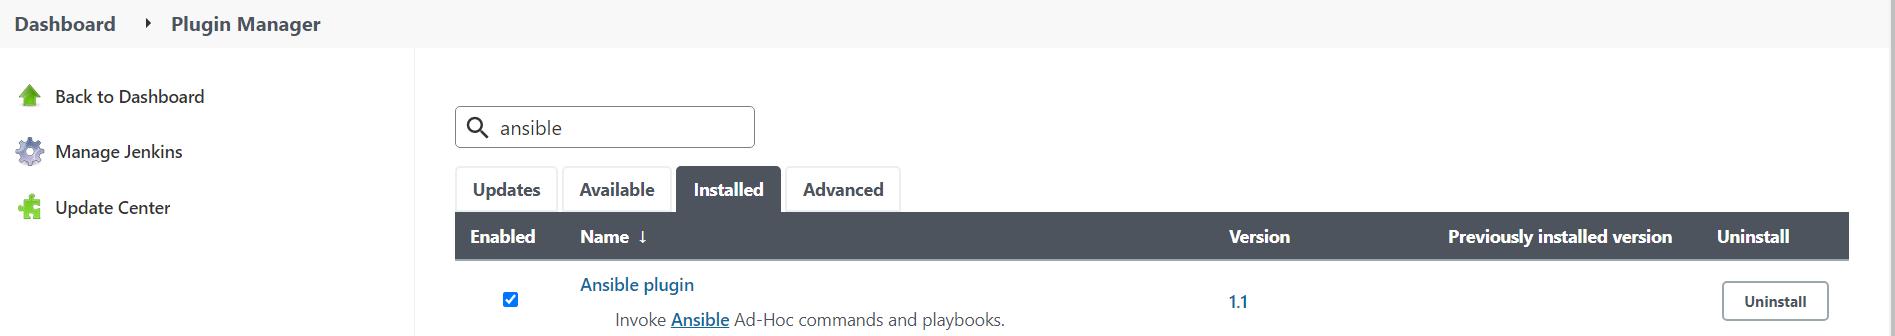 Dashboard Plugin Manager
Back to Dashboard
Manage Jenkins
Update Center
ansible
Updates Available Installed Advanced
Enabled Name ↓ Version Previously installed version Uninstall
Ansible plugin
Invoke Ansible Ad-Hoc commands and playbooks.
1.1
Uninstall